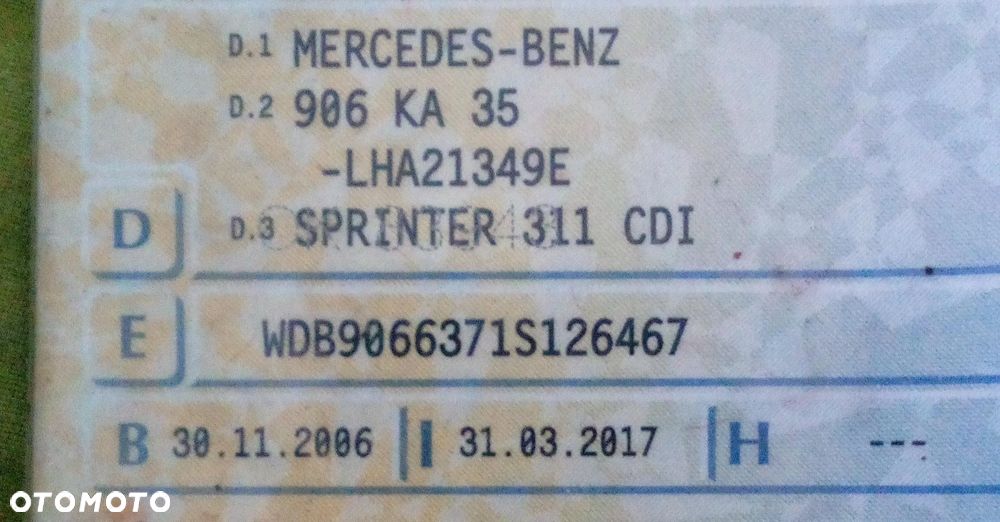 D.1 MERCEDES-BENZ
D.2 906 KA 35
-LHA21349E
D D.3 SPRINTER 311 CDI
E WDB9066371S126467
B 30.11.2006 I 31.03.2017 H ---
OTOMOTO